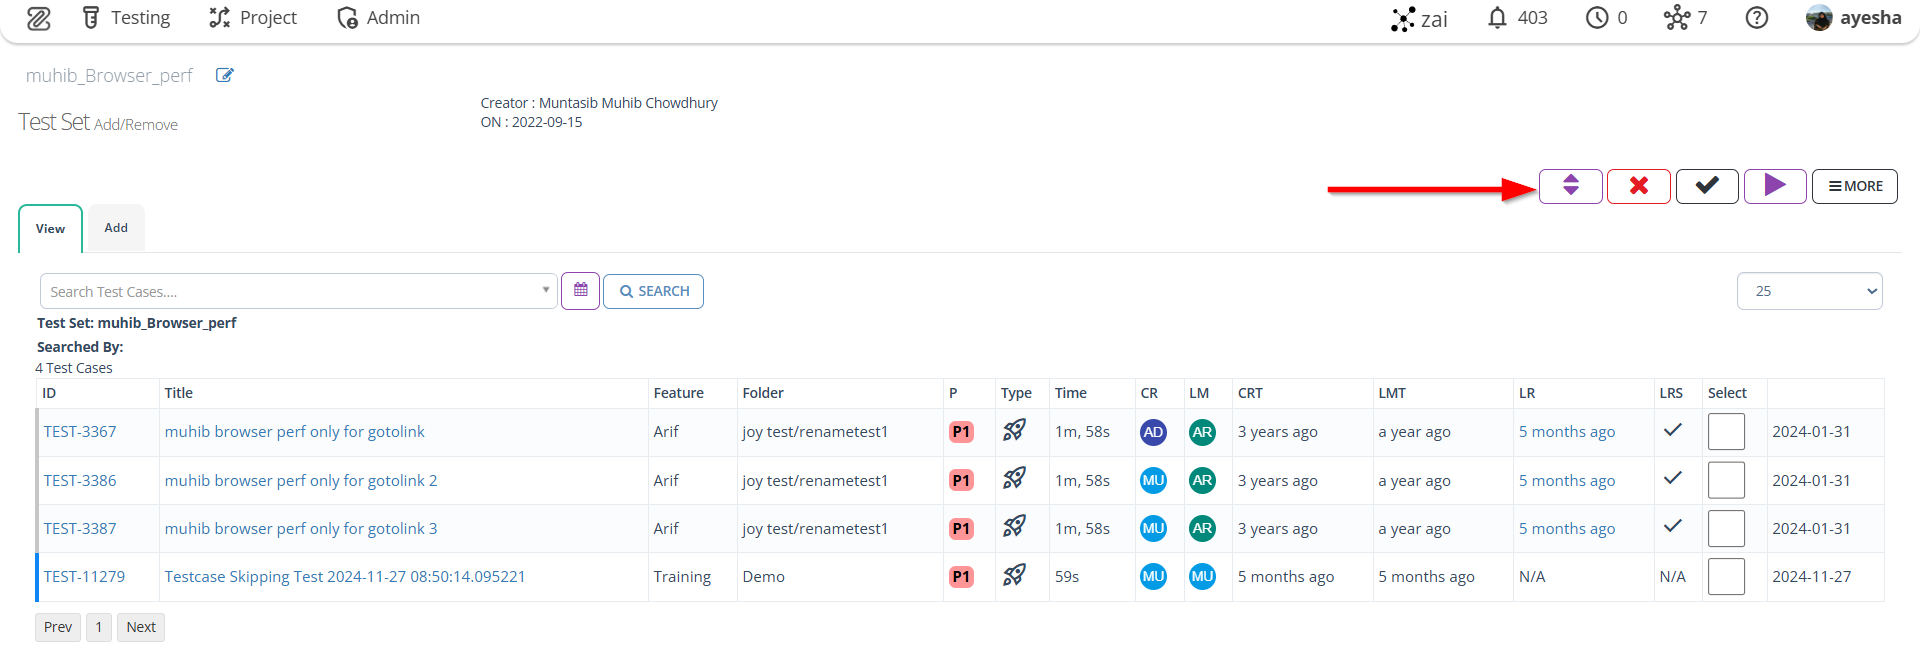 Testing Project Admin zai 403 0 7 ayesha
muhib_Browser_perf
Creator : Muntasib Muhib Chowdhury
ON : 2022-09-15
Test Set Add/Remove
MORE
View Add
Search Test Cases.... SEARCH 25
Test Set: muhib_Browser_perf
Searched By:
4 Test Cases
ID Title Feature Folder P Type Time CR LM CRT LMT LR LRS Select
TEST-3367 muhib browser perf only for gotolink Arif joy test/renametest1 P1 1m, 58s AD AR 3 years ago a year ago 5 months ago 2024-01-31
TEST-3386 muhib browser perf only for gotolink 2 Arif joy test/renametest1 P1 1m, 58s MU AR 3 years ago a year ago 5 months ago 2024-01-31
TEST-3387 muhib browser perf only for gotolink 3 Arif joy test/renametest1 P1 1m, 58s MU AR 3 years ago a year ago 5 months ago 2024-01-31
TEST-11279 Testcase Skipping Test 2024-11-27 08:50:14.095221 Training Demo P1 59s MU MU 5 months ago 5 months ago N/A N/A 2024-11-27
Prev 1 Next